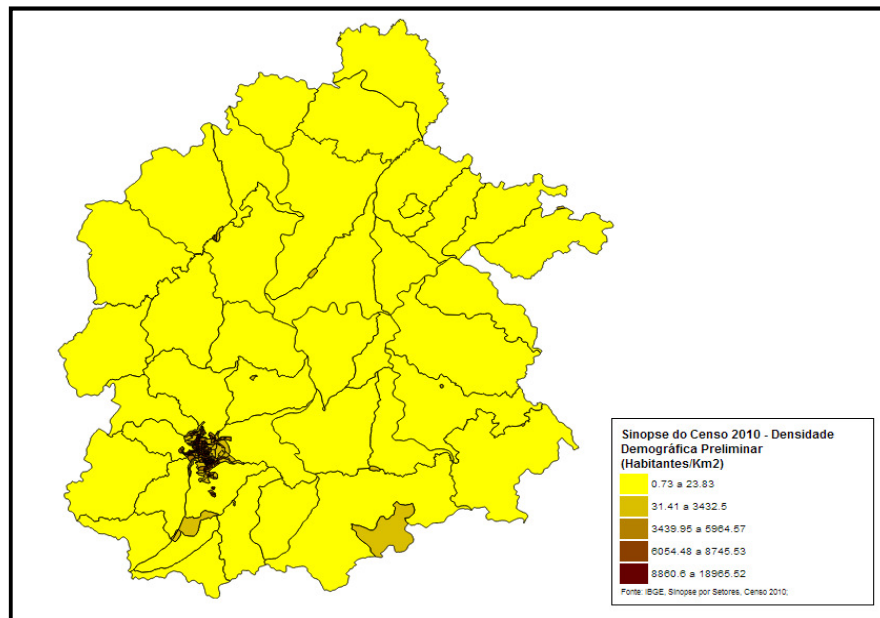 Sinopse do Censo 2010 - Densidade
Demográfica Preliminar
(Habitantes/Km2)
0.73 a 23.83
31.41 a 3432.5
3439.95 a 5964.57
6054.48 a 8745.53
8860.6 a 18965.52
Fonte: IBGE, Sinopse por Setores, Censo 2010;